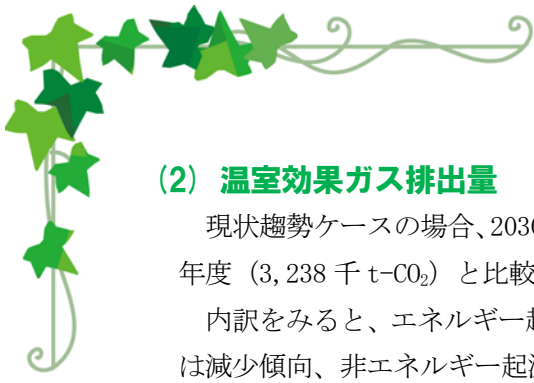 (2) 温室効果ガス排出量
現状趨勢ケースの場合、203
年度（3,238 千 t-CO₂）と比較
内訳をみると、エネルギー起
は減少傾向、非エネルギー起